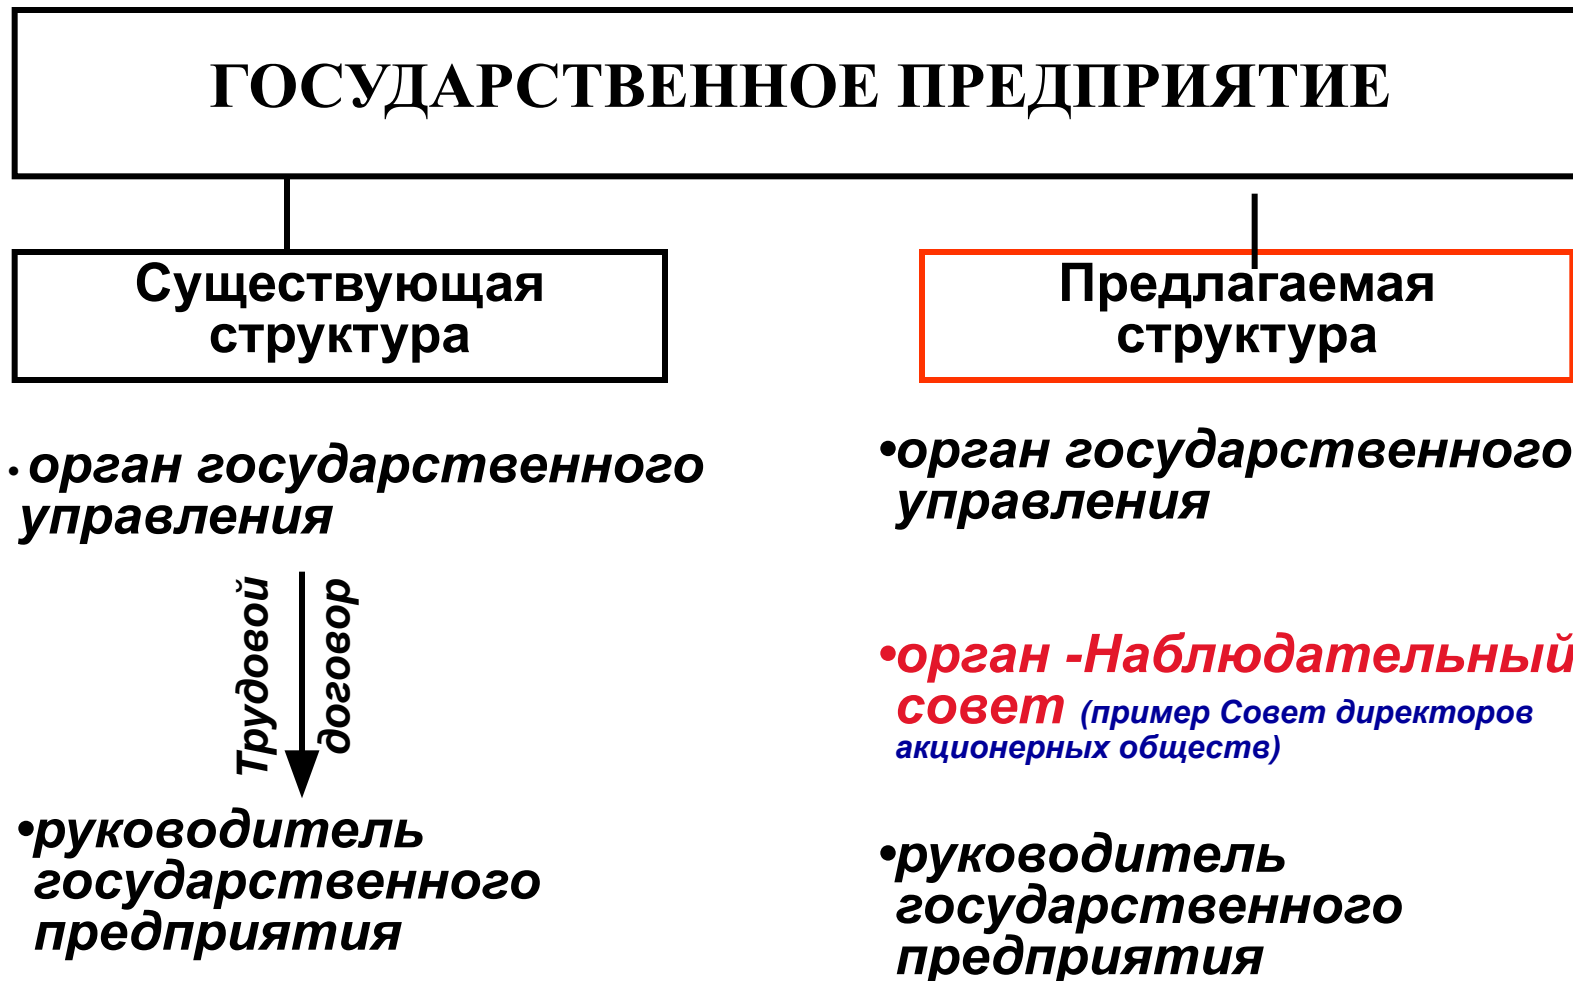 ГОСУДАРСТВЕННОЕ ПРЕДПРИЯТИЕ
Существующая
структура
• орган государственного
управления
Трудовой
договор
•руководитель
государственного
предприятия
Предлагаемая
структура
•орган государственного
управления
•орган -Наблюдательный
совет (пример Совет директоров
акционерных обществ)
•руководитель
государственного
предприятия